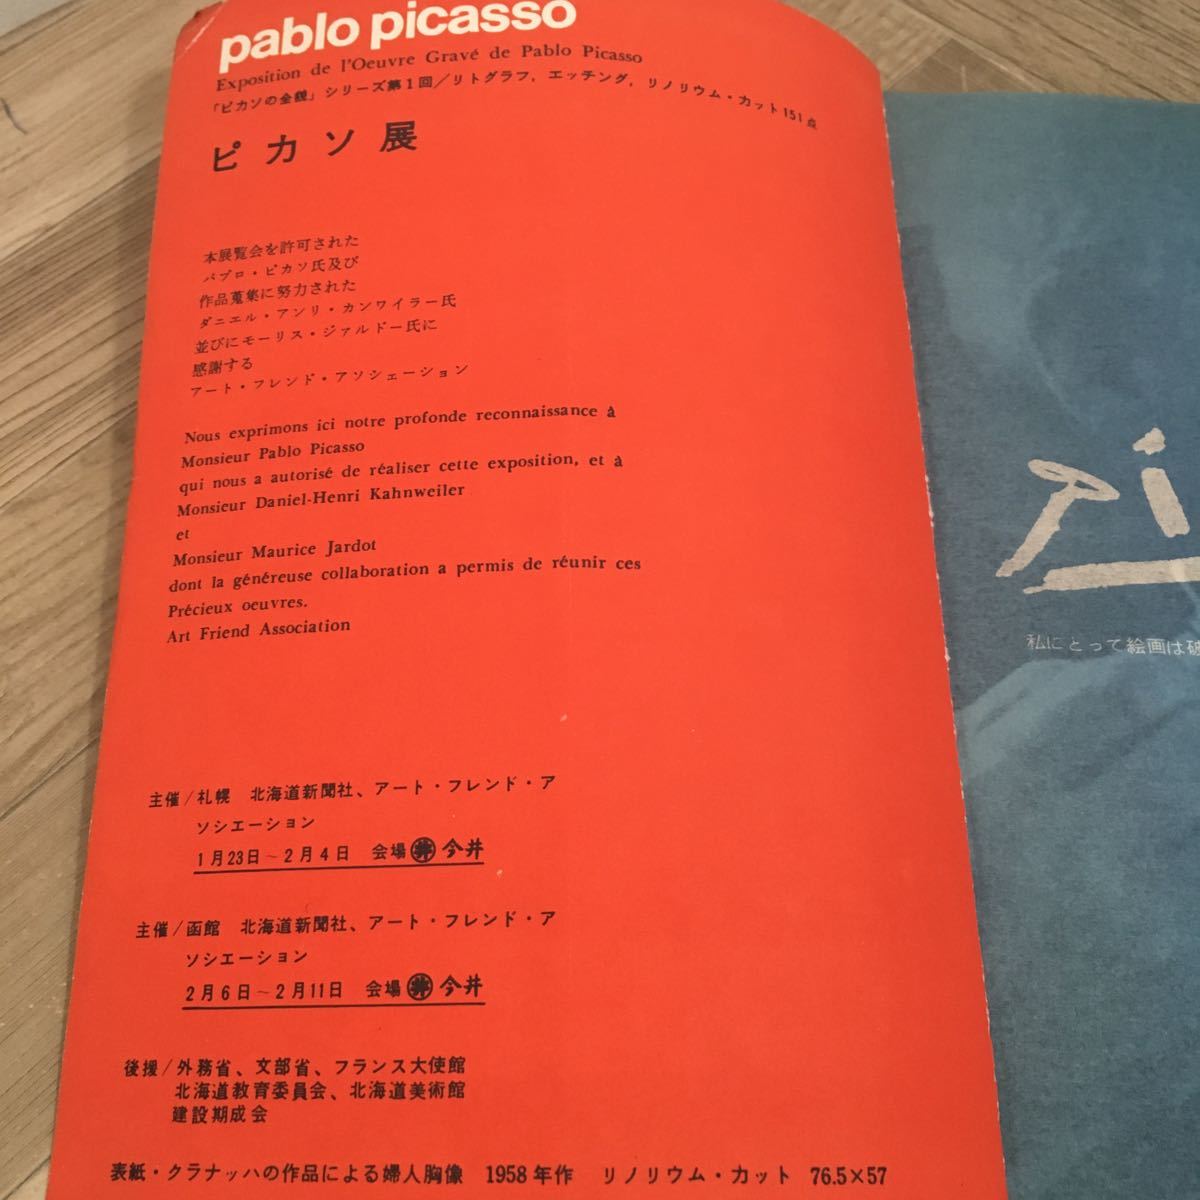 pablo picasso
Exposition de l'Oeuvre Gravé de Pablo Picasso
「ピカソの全貌」シリーズ第1回/リトグラフ, エッチング, リノリウム・カット151点
ピカソ展
本展覧会を許可された
パブロ・ピカソ氏及び
作品蒐集に努力された
ダニエル・アンリ・カンワイラー氏
並びにモーリス・ジァルドー氏に
感謝する
アート・フレンド・アソシェーション
Nous exprimons ici notre profonde reconnaissance à
Monsieur Pablo Picasso
qui nous a autorisé de réaliser cette exposition, et à
Monsieur Daniel-Henri Kahnweiler
et
Monsieur Maurice Jardot
dont la généreuse collaboration a permis de réunir ces
Précieux oeuvres.
Art Friend Association
主催/札幌 北海道新聞社、アート・フレンド・ア
ソシエーション
1月23日~2月4日 会場 井 今井
主催/函館 北海道新聞社、アート・フレンド・ア
ソシエーション
2月6日~2月11日 会場 井 今井
後援/外務省、文部省、フランス大使館
北海道教育委員会、北海道美術館
建設期成会
表紙・クラナッハの作品による婦人胸像 1958年作 リノリウム・カット 76.5×57
Pi
私にとって絵画は破